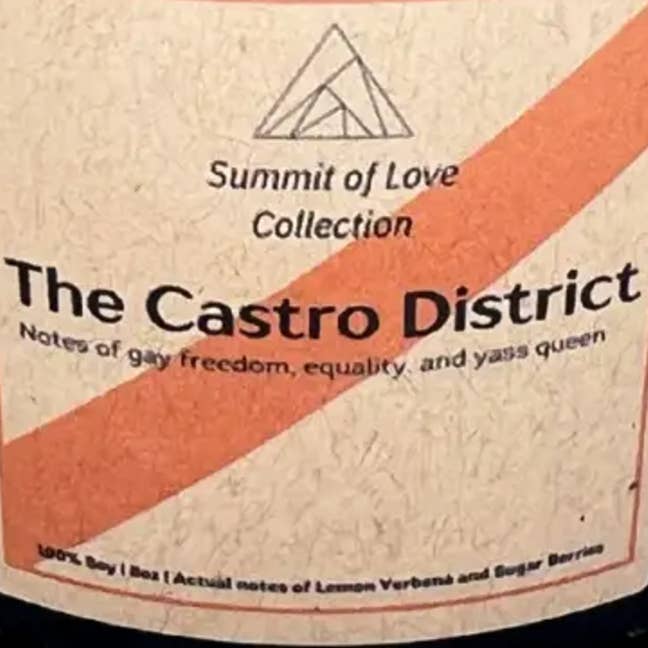 Summit of Love
Collection
The Castro District
Notes of gay freedom, equality, and yass queen
100% Soy | 8oz | Actual notes of Lemon Verbena and Sugar Berries